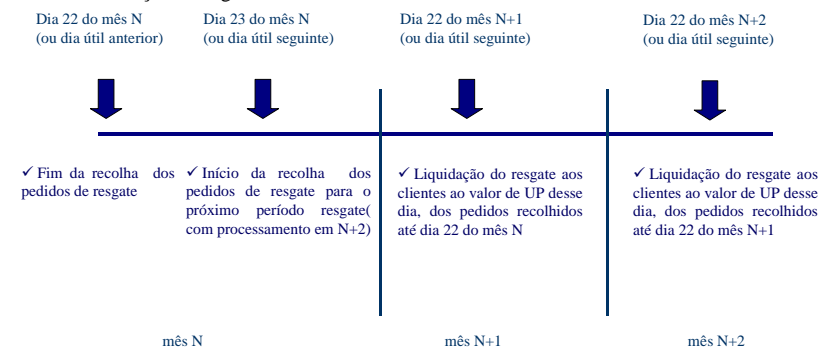 Dia 22 do mês N
(ou dia útil anterior)
Dia 23 do mês N
(ou dia útil seguinte)
Dia 22 do mês N+1
(ou dia útil seguinte)
Dia 22 do mês N+2
(ou dia útil seguinte)
✓ Fim da recolha dos
pedidos de resgate
✓ Início da recolha dos
pedidos de resgate para o
próximo período resgate(
com processamento em N+2)
✓ Liquidação do resgate aos
clientes ao valor de UP desse
dia, dos pedidos recolhidos
até dia 22 do mês N
✓ Liquidação do resgate aos
clientes ao valor de UP desse
dia, dos pedidos recolhidos
até dia 22 do mês N+1
mês N
mês N+1
mês N+2